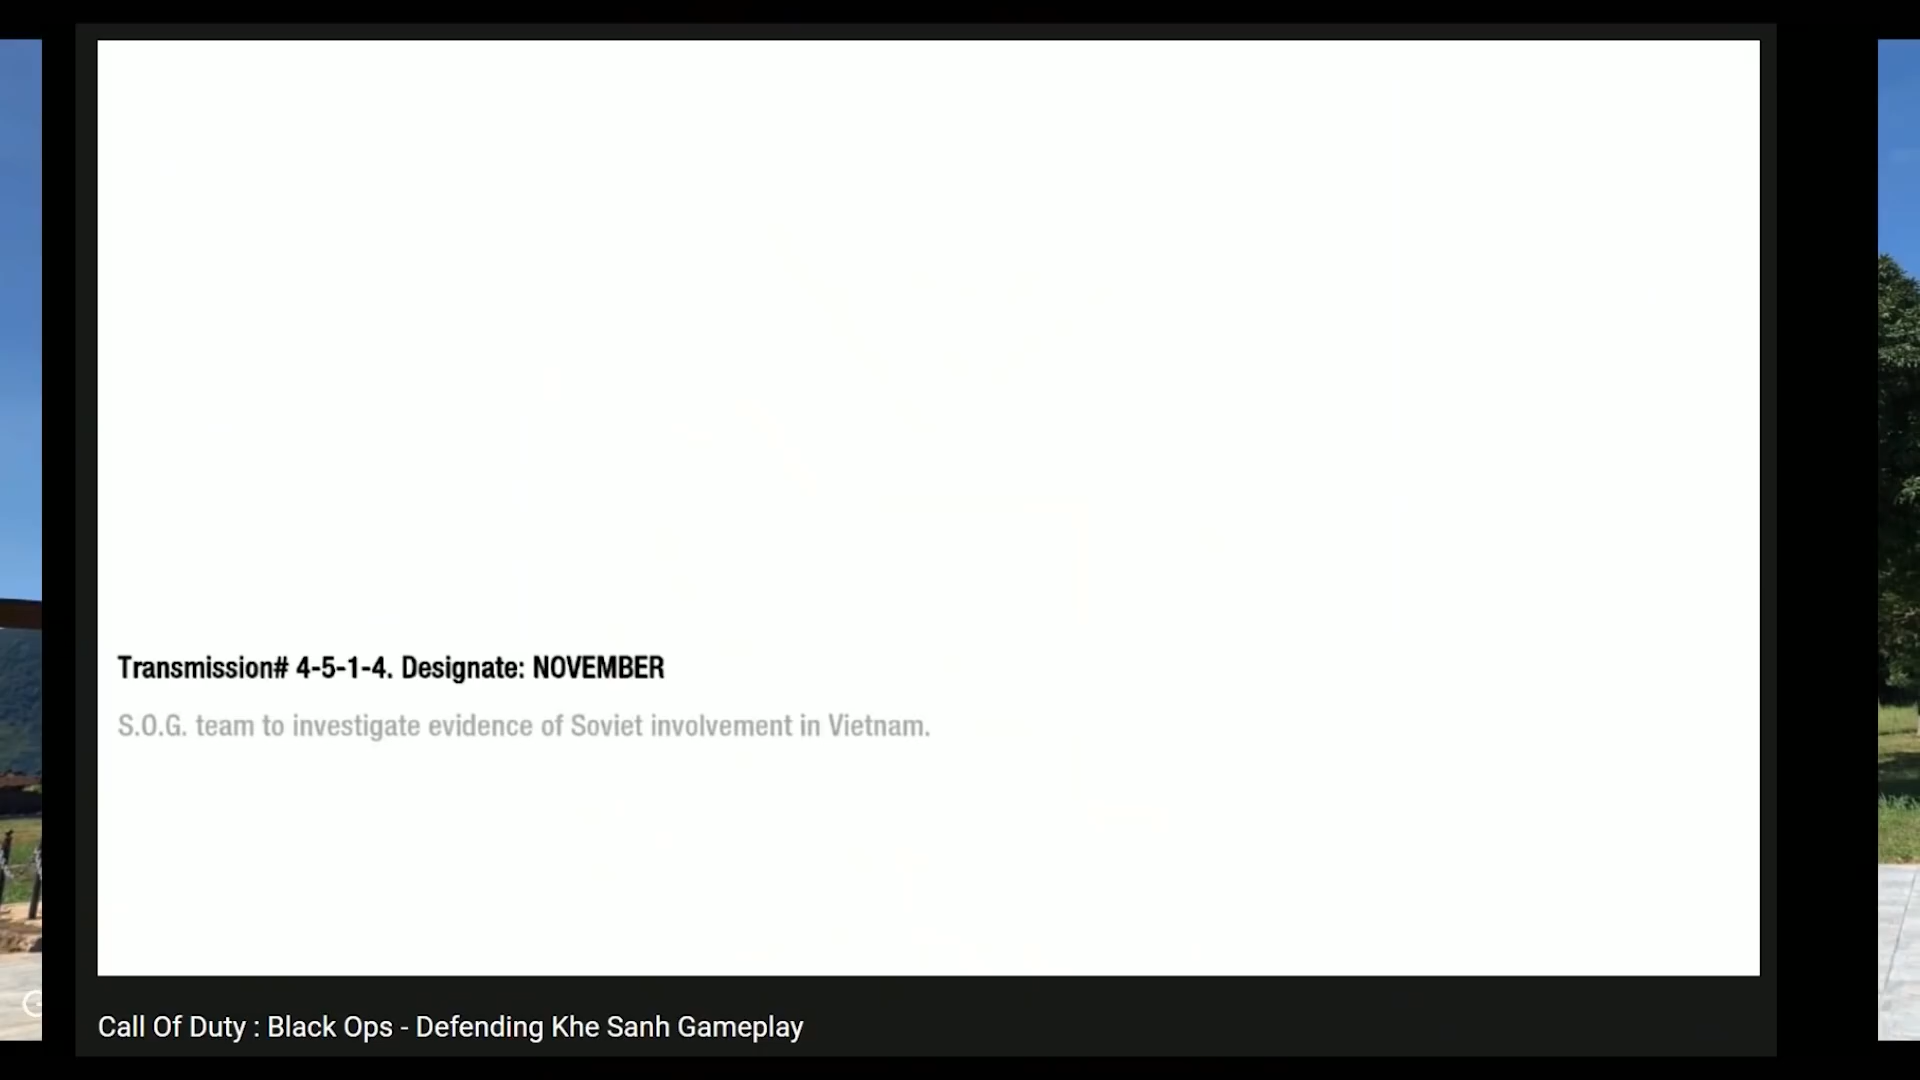 Transmission# 4-5-1-4. Designate: NOVEMBER
S.O.G. team to investigate evidence of Soviet involvement in Vietnam.
Call Of Duty : Black Ops - Defending Khe Sanh Gameplay